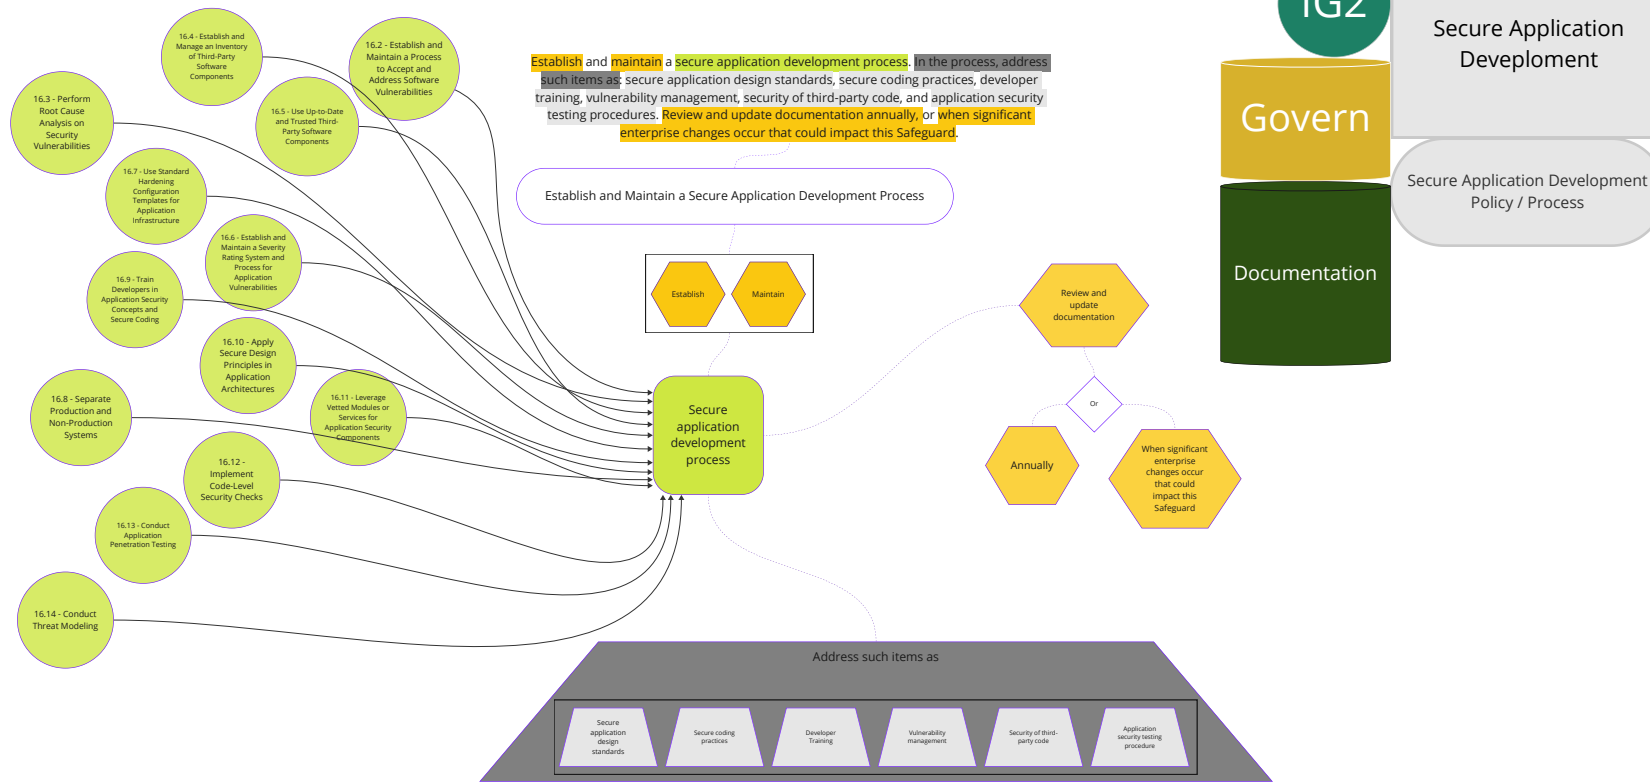 16.4 - Establish and
Manage an Inventory
of Third-Party
Software
Components
16.2 - Establish and
Maintain a Process
to Accept and
Address Software
Vulnerabilities
16.3 - Perform
Root Cause
Analysis on
Security
Vulnerabilities
16.5 - Use Up-to-Date
and Trusted Third-
Party Software
Components
16.7 - Use Standard
Hardening
Configuration
Templates for
Application
Infrastructure
16.6 - Establish and
Maintain a Severity
Rating System and
Process for
Application
Vulnerabilities
16.9 - Train
Developers in
Application Security
Concepts and
Secure Coding
16.10 - Apply
Secure Design
Principles in
Application
Architectures
16.8 - Separate
Production and
Non-Production
Systems
16.11 - Leverage
Vetted Modules or
Services for
Application Security
Components
16.12 -
Implement
Code-Level
Security Checks
16.13 - Conduct
Application
Penetration Testing
16.14 - Conduct
Threat Modeling
Establish and maintain a secure application development process. In the process, address
such items as: secure application design standards, secure coding practices, developer
training, vulnerability management, security of third-party code, and application security
testing procedures. Review and update documentation annually, or when significant
enterprise changes occur that could impact this Safeguard.
Establish and Maintain a Secure Application Development Process
Establish
Maintain
Secure
application
development
process
Review and
update
documentation
Or
Annually
When significant
enterprise
changes occur
that could
impact this
Safeguard
Address such items as
Secure
application
design
standards
Secure coding
practices
Developer
Training
Vulnerability
management
Security of third-
party code
Application
security testing
procedure
IG2
Govern
Documentation
Secure Application
Deveploment
Secure Application Development
Policy / Process